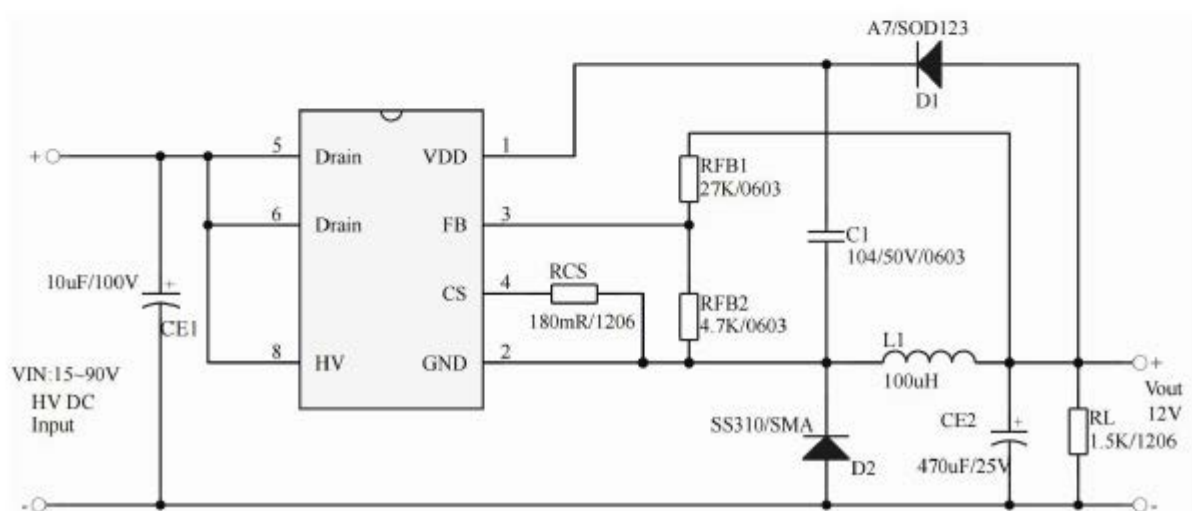 A7/SOD123
D1
+
5
Drain
VDD
1
RFB1
27K/0603
6
Drain
FB
3
C1
104/50V/0603
10uF/100V
+
CE1
CS
4
RCS
180mR/1206
RFB2
4.7K/0603
8
HV
GND
2
L1
100uH
+
Vout
12V
VIN:15~90V
HV DC
Input
SS310/SMA
D2
CE2
+
470uF/25V
RL
1.5K/1206
-
-